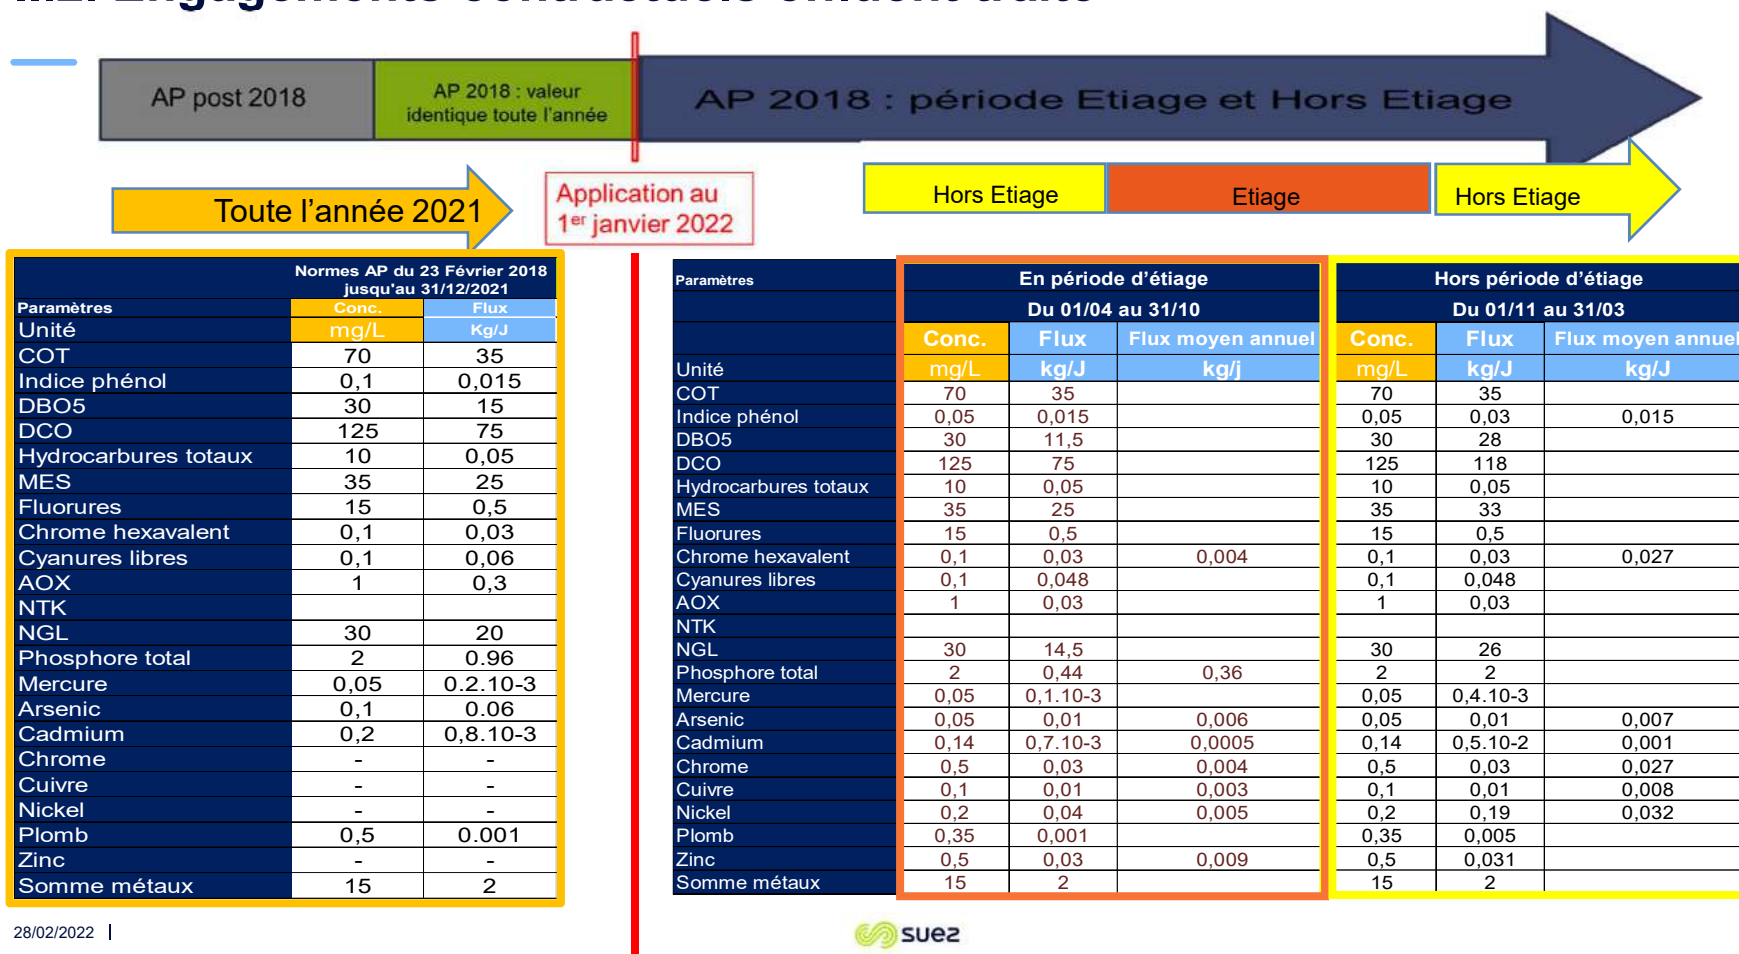 AP post 2018
AP 2018 : valeur
identique toute l'année
AP 2018 : période Etiage et Hors Etiage
Toute l'année 2021
Application au
1er janvier 2022
Hors Etiage
Etiage
Hors Etiage
Normes AP du 23 Février 2018
jusqu'au 31/12/2021
Paramètres Conc. Flux
Unité mg/L Kg/J
COT 70 35
Indice phénol 0,1 0,015
DBO5 30 15
DCO 125 75
Hydrocarbures totaux 10 0,05
MES 35 25
Fluorures 15 0,5
Chrome hexavalent 0,1 0,03
Cyanures libres 0,1 0,06
AOX 1 0,3
NTK
NGL 30 20
Phosphore total 2 0.96
Mercure 0,05 0.2.10-3
Arsenic 0,1 0.06
Cadmium 0,2 0,8.10-3
Chrome - -
Cuivre - -
Nickel - -
Plomb 0,5 0.001
Zinc - -
Somme métaux 15 2
Paramètres En période d'étiage Hors période d'étiage
Du 01/04 au 31/10 Du 01/11 au 31/03
Conc. Flux Flux moyen annuel Conc. Flux Flux moyen annuel
Unité mg/L kg/J kg/j mg/L kg/J kg/J
COT 70 35 70 35
Indice phénol 0,05 0,015 0,05 0,03 0,015
DBO5 30 11,5 30 28
DCO 125 75 125 118
Hydrocarbures totaux 10 0,05 10 0,05
MES 35 25 35 33
Fluorures 15 0,5 15 0,5
Chrome hexavalent 0,1 0,03 0,004 0,1 0,03 0,027
Cyanures libres 0,1 0,048 0,1 0,048
AOX 1 0,03 1 0,03
NTK
NGL 30 14,5 30 26
Phosphore total 2 0,44 0,36 2 2
Mercure 0,05 0,1.10-3 0,05 0,4.10-3
Arsenic 0,05 0,01 0,006 0,05 0,01 0,007
Cadmium 0,14 0,7.10-3 0,0005 0,14 0,5.10-2 0,001
Chrome 0,5 0,03 0,004 0,5 0,03 0,027
Cuivre 0,1 0,01 0,003 0,1 0,01 0,008
Nickel 0,2 0,04 0,005 0,2 0,19 0,032
Plomb 0,35 0,001 0,35 0,005
Zinc 0,5 0,03 0,009 0,5 0,031
Somme métaux 15 2 15 2
28/02/2022
suez